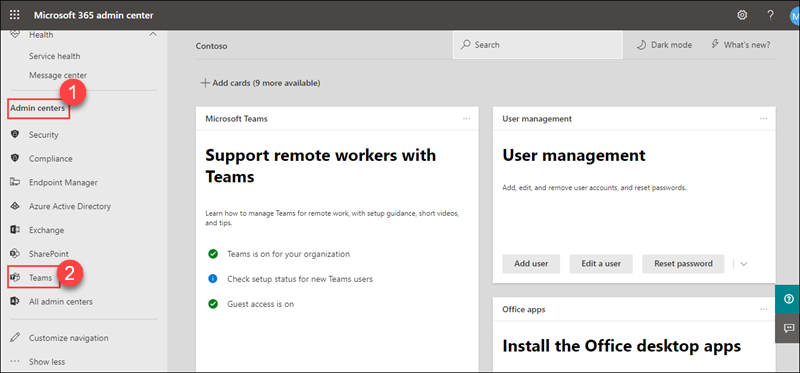 Microsoft 365 admin center
M
Health
Service health
Message center
1
Admin centers
Security
Compliance
Endpoint Manager
Azure Active Directory
Exchange
SharePoint
Teams
2
All admin centers
Customize navigation
Show less
Contoso
Search
Dark mode
What's new?
Add cards (9 more available)
Microsoft Teams
Support remote workers with
Teams
Learn how to manage Teams for remote work, with setup guidance, short videos,
and tips.
Teams is on for your organization
Check setup status for new Teams users
Guest access is on
User management
User management
Add, edit, and remove user accounts, and reset passwords.
Add user
Edit a user
Reset password
Office apps
Install the Office desktop apps